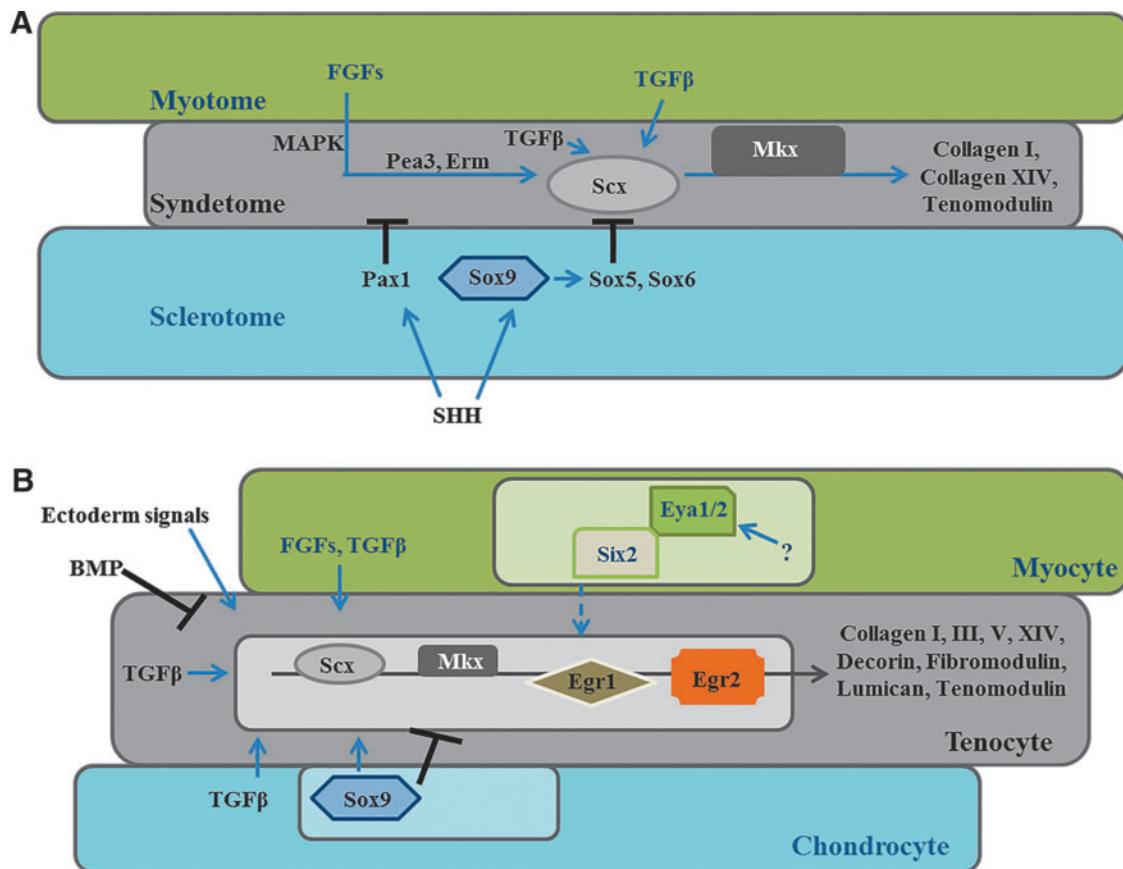 A
FGFs
TGFβ
Myotome
MAPK
TGFβ
Pea3, Erm
Scx
Mkx
Collagen I,
Collagen XIV,
Tenomodulin
Syndetome
Pax1
Sox9
Sox5, Sox6
Sclerotome
SHH
B
Ectoderm signals
BMP
FGFs, TGFβ
Eya1/2
Six2
?
Myocyte
TGFβ
Scx
Mkx
Egr1
Egr2
Collagen I, III, V, XIV,
Decorin, Fibromodulin,
Lumican, Tenomodulin
Tenocyte
TGFβ
Sox9
Chondrocyte